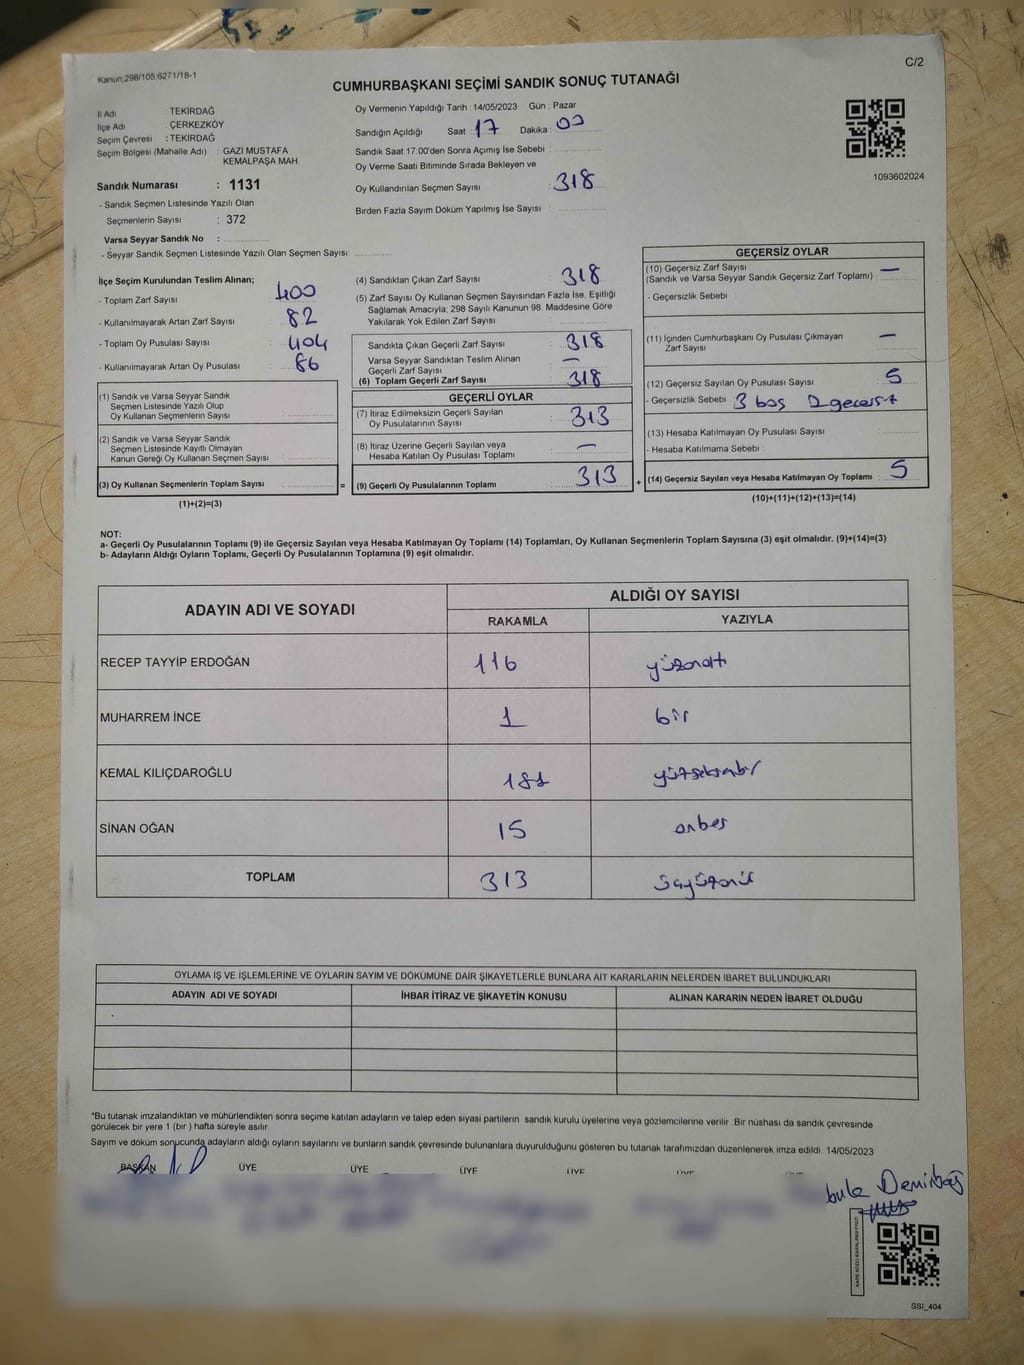 Kanun:298/105;6271/18-1
C/2
CUMHURBAŞKANI SEÇİMİ SANDIK SONUÇ TUTANAĞI
İl Adı : TEKİRDAĞ
İlçe Adı : ÇERKEZKÖY
Seçim Çevresi : TEKİRDAĞ
Seçim Bölgesi (Mahalle Adı) : GAZI MUSTAFA
KEMALPAŞA MAH
Sandık Numarası : 1131
- Sandık Seçmen Listesinde Yazılı Olan
Seçmenlerin Sayısı : 372
Varsa Seyyar Sandık No :
- Seyyar Sandık Seçmen Listesinde Yazılı Olan Seçmen Sayısı:
Oy Vermenin Yapıldığı Tarih :14/05/2023 Gün : Pazar
Sandığın Açıldığı Saat : 17 Dakika : 00
Sandık Saat 17:00'den Sonra Açımış İse Sebebi :
Oy Verme Saati Bitiminde Sırada Bekleyen ve
Oy Kullandırılan Seçmen Sayısı : 318
Birden Fazla Sayım Döküm Yapılmış İse Sayısı :
1093602024
İlçe Seçim Kurulundan Teslim Alınan;
- Toplam Zarf Sayısı : 400
- Kullanılmayarak Artan Zarf Sayısı : 82
- Toplam Oy Pusulası Sayısı : 404
- Kullanılmayarak Artan Oy Pusulası : 86
(1) Sandık ve Varsa Seyyar Sandık
Seçmen Listesinde Yazılı Olup
Oy Kullanan Seçmenlerin Sayısı :
(2) Sandık ve Varsa Seyyar Sandık
Seçmen Listesinde Kayıtlı Olmayan
Kanun Gereği Oy Kullanan Seçmen Sayısı :
(3) Oy Kullanan Seçmenlerin Toplam Sayısı : =
(1)+(2)=(3)
(4) Sandıktan Çıkan Zarf Sayısı : 318
(5) Zarf Sayısı Oy Kullanan Seçmen Sayısından Fazla İse, Eşitliği
Sağlamak Amacıyla; 298 Sayılı Kanunun 98. Maddesine Göre
Yakılarak Yok Edilen Zarf Sayısı :
Sandıkta Çıkan Geçerli Zarf Sayısı : 318
Varsa Seyyar Sandıktan Teslim Alınan
Geçerli Zarf Sayısı : —
(6) Toplam Geçerli Zarf Sayısı : 318
GEÇERLİ OYLAR
(7) İtiraz Edilmeksizin Geçerli Sayılan
Oy Pusulalarının Sayısı : 313
(8) İtiraz Üzerine Geçerli Sayılan veya
Hesaba Katılan Oy Pusulası Toplamı : —
(9) Geçerli Oy Pusulalarının Toplamı : 313 +
GEÇERSİZ OYLAR
(10) Geçersiz Zarf Sayısı : —
(Sandık ve Varsa Seyyar Sandık Geçersiz Zarf Toplamı)
- Geçersizlik Sebebi :
(11) İçinden Cumhurbaşkanı Oy Pusulası Çıkmayan : —
Zarf Sayısı
(12) Geçersiz Sayılan Oy Pusulası Sayısı : 5
- Geçersizlik Sebebi : 3 boş 2 geçersiz
(13) Hesaba Katılmayan Oy Pusulası Sayısı :
- Hesaba Katılmama Sebebi :
(14) Geçersiz Sayılan veya Hesaba Katılmayan Oy Toplamı : 5
(10)+(11)+(12)+(13)=(14)
NOT:
a- Geçerli Oy Pusulalarının Toplamı (9) ile Geçersiz Sayılan veya Hesaba Katılmayan Oy Toplamı (14) Toplamları, Oy Kullanan Seçmenlerin Toplam Sayısına (3) eşit olmalıdır. (9)+(14)=(3)
b- Adayların Aldığı Oyların Toplamı, Geçerli Oy Pusulalarının Toplamına (9) eşit olmalıdır.
ADAYIN ADI VE SOYADI ALDIĞI OY SAYISI
RAKAMLA YAZIYLA
RECEP TAYYİP ERDOĞAN 116 yüzonaltı
MUHARREM İNCE 1 bir
KEMAL KILIÇDAROĞLU 181 yüzseksenbir
SİNAN OĞAN 15 onbeş
TOPLAM 313 üçyüzonüç
OYLAMA İŞ VE İŞLEMLERİNE VE OYLARIN SAYIM VE DÖKÜMÜNE DAİR ŞİKAYETLERLE BUNLARA AİT KARARLARIN NELERDEN İBARET BULUNDUKLARI
ADAYIN ADI VE SOYADI İHBAR İTİRAZ VE ŞİKAYETİN KONUSU ALINAN KARARIN NEDEN İBARET OLDUĞU
*Bu tutanak imzalandıktan ve mühürlendikten sonra seçime katılan adayların ve talep eden siyasi partilerin sandık kurulu üyelerine veya gözlemcilerine verilir. Bir nüshası da sandık çevresinde
görülecek bir yere 1 (bir) hafta süreyle asılır.
Sayım ve döküm sonucunda adayların aldığı oyların sayılarını ve bunların sandık çevresinde bulunanlara duyurulduğunu gösteren bu tutanak tarafımızdan düzenlenerek imza edildi. 14/05/2023
BAŞKAN ÜYE ÜYE ÜYE ÜYE ÜYE ÜYE
Demirbaş
SSI_404